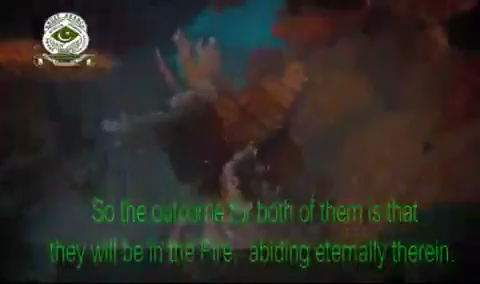 So the outcome for both of them is that
they will be in the Fire, abiding eternally therein.